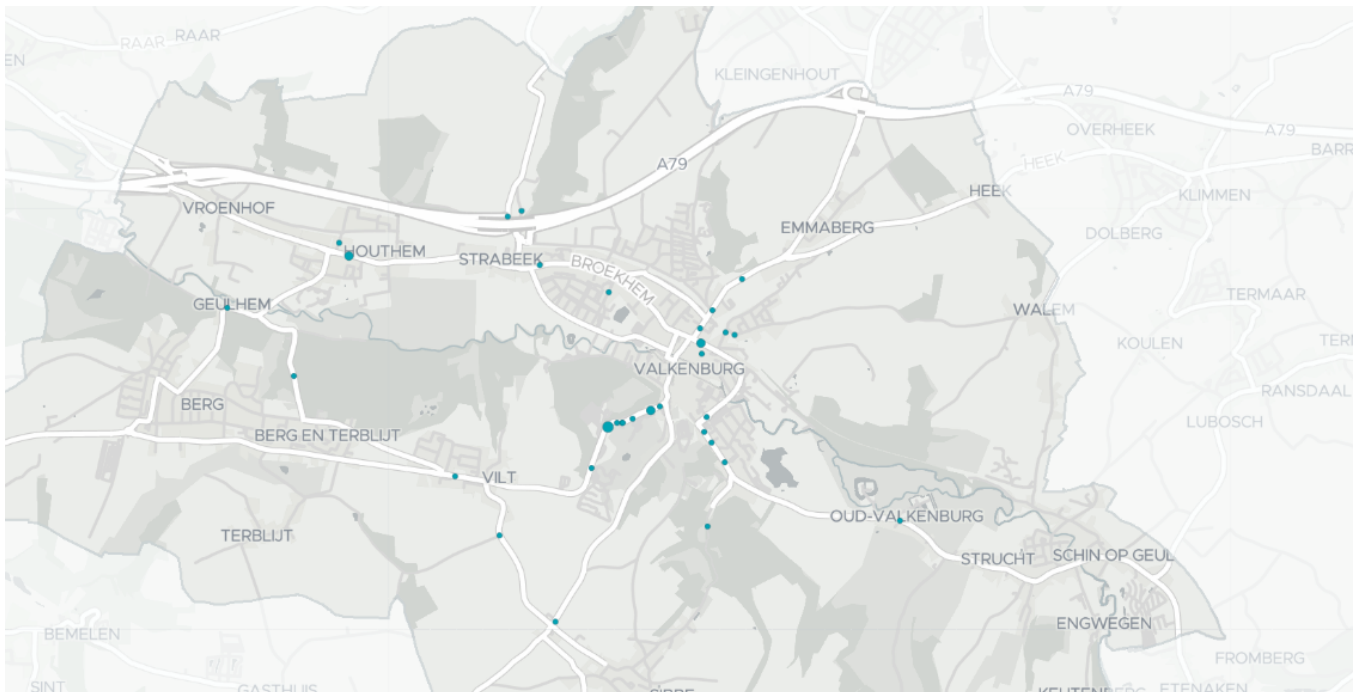 RAAR
RAAR
KLEINGENHOUT
A79
OVERHEEK
A79
A79
HEEK
BARR
HEEK
KLIMMEN
VROENHOF
EMMABERG
DOLBERG
HOUTHEM
STRABEEK
BROEKHEM
GEULHEM
TERMAAR
WALEM
KOULEN
TERM
VALKENBURG
RANSDAAL
BERG
LUBOSCH
BERG EN TERBLIJT
VILT
OUD-VALKENBURG
TERBLIJT
STRUCHT
SCHIN OP GEUL
ENGWEGEN
BEMELEN
FROMBERG
SINT
GASTHUIS
ETENAKEN